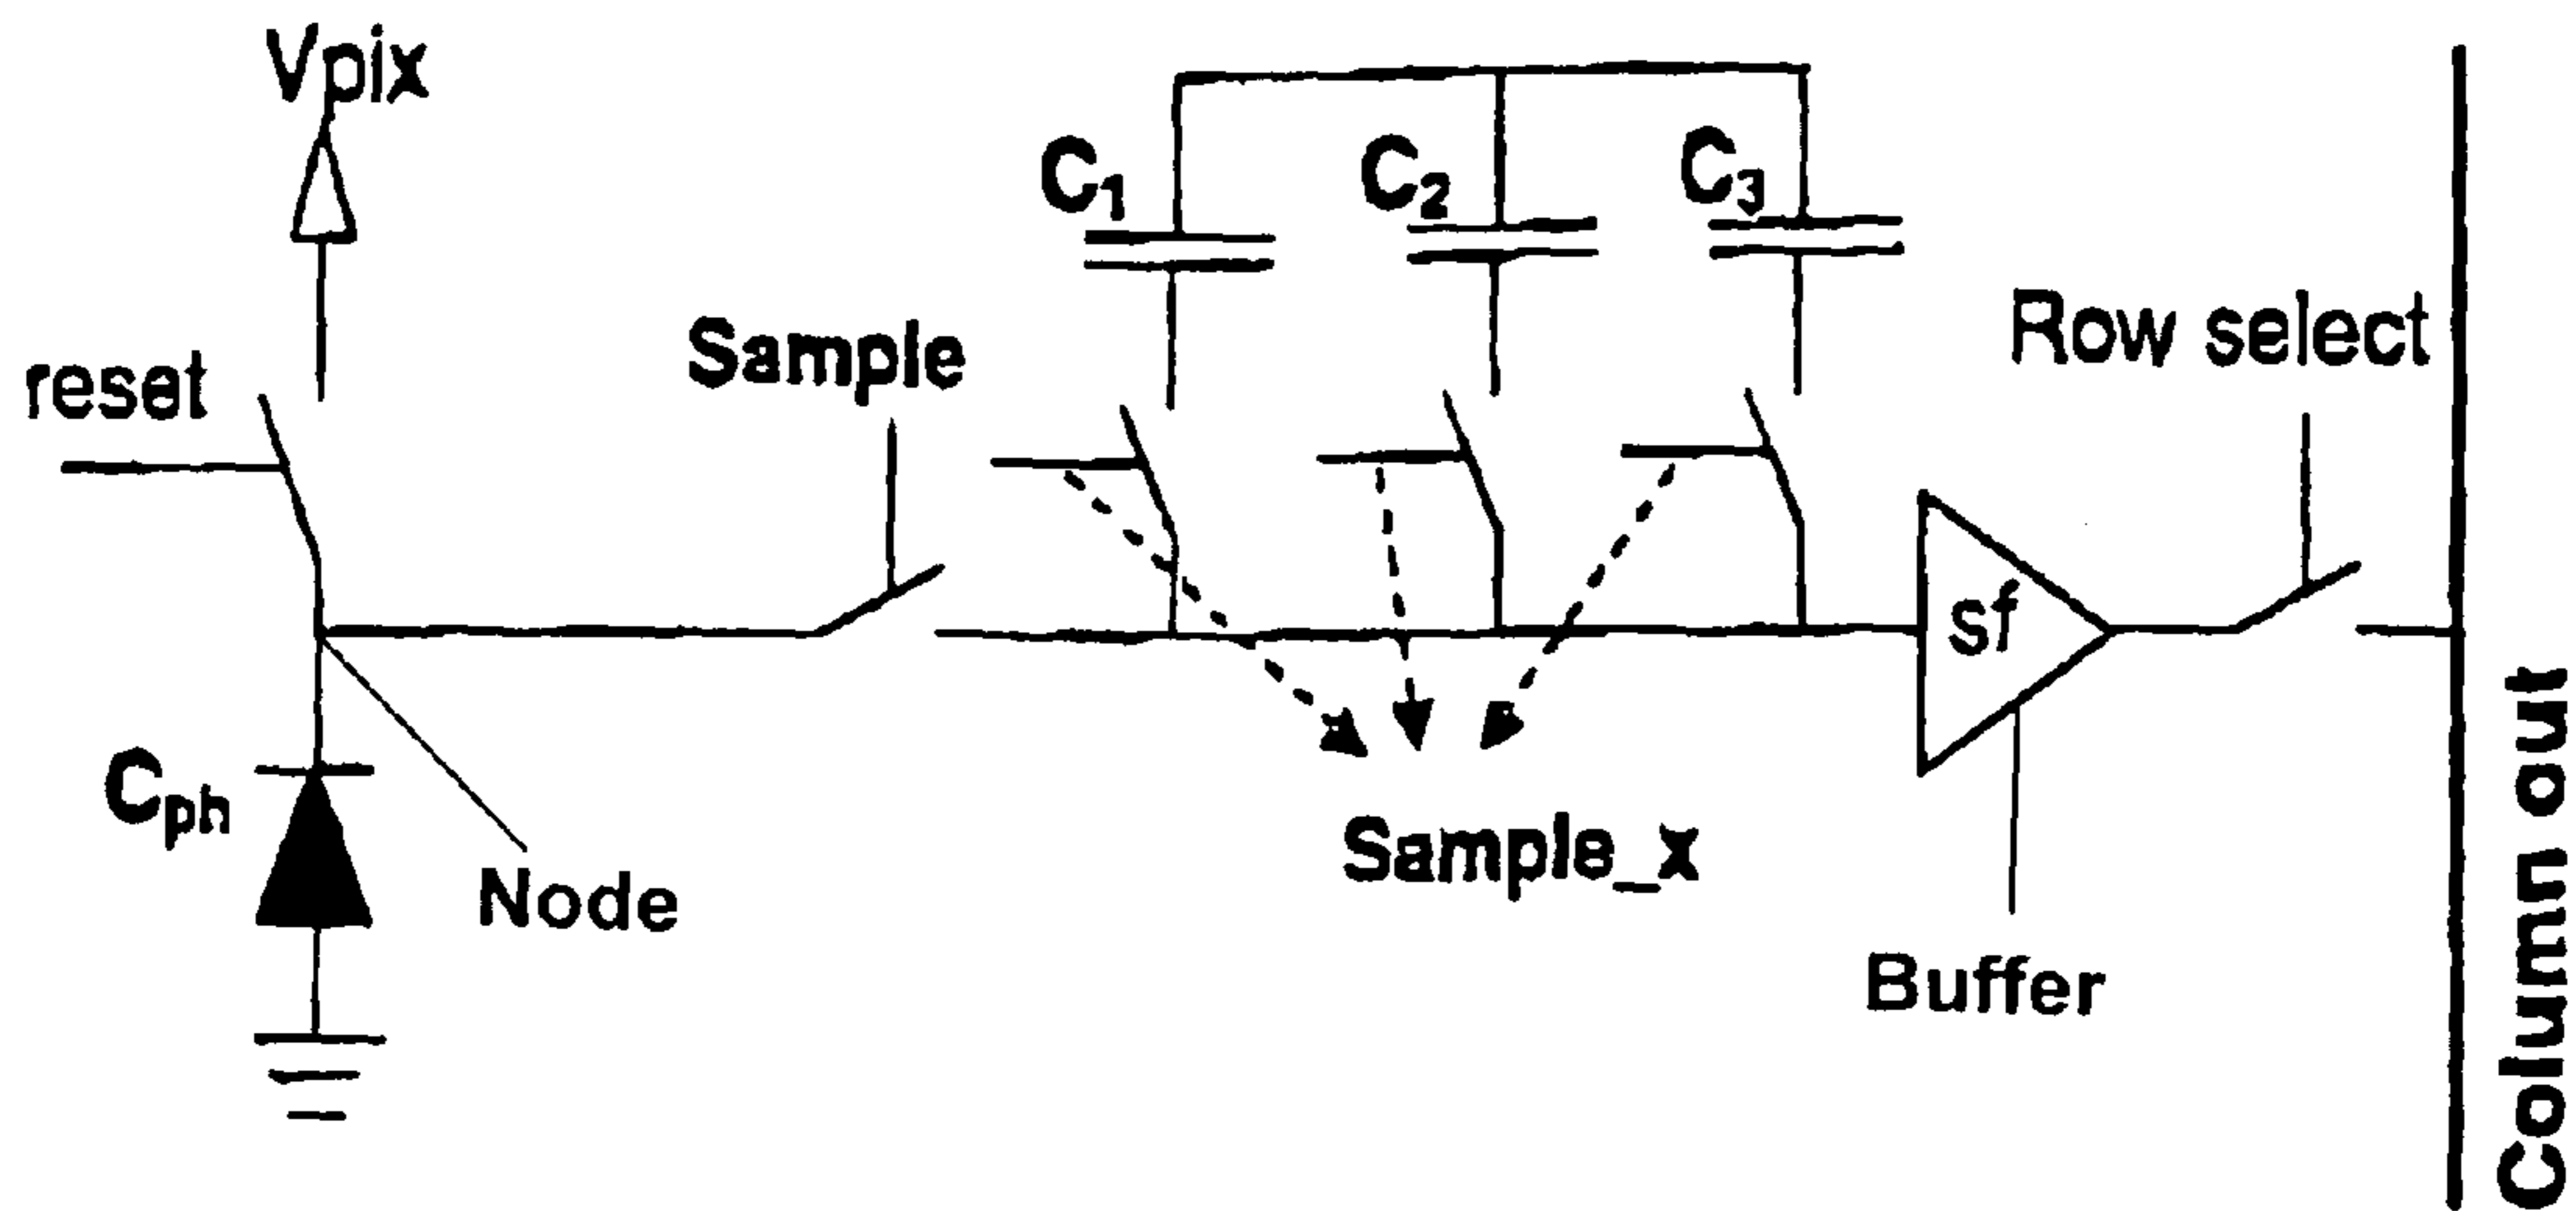 Vpix
C₁
C₂
C₃
Row select
Sample
reset
sf
Cph
Node
Sample_x
Buffer
Column out